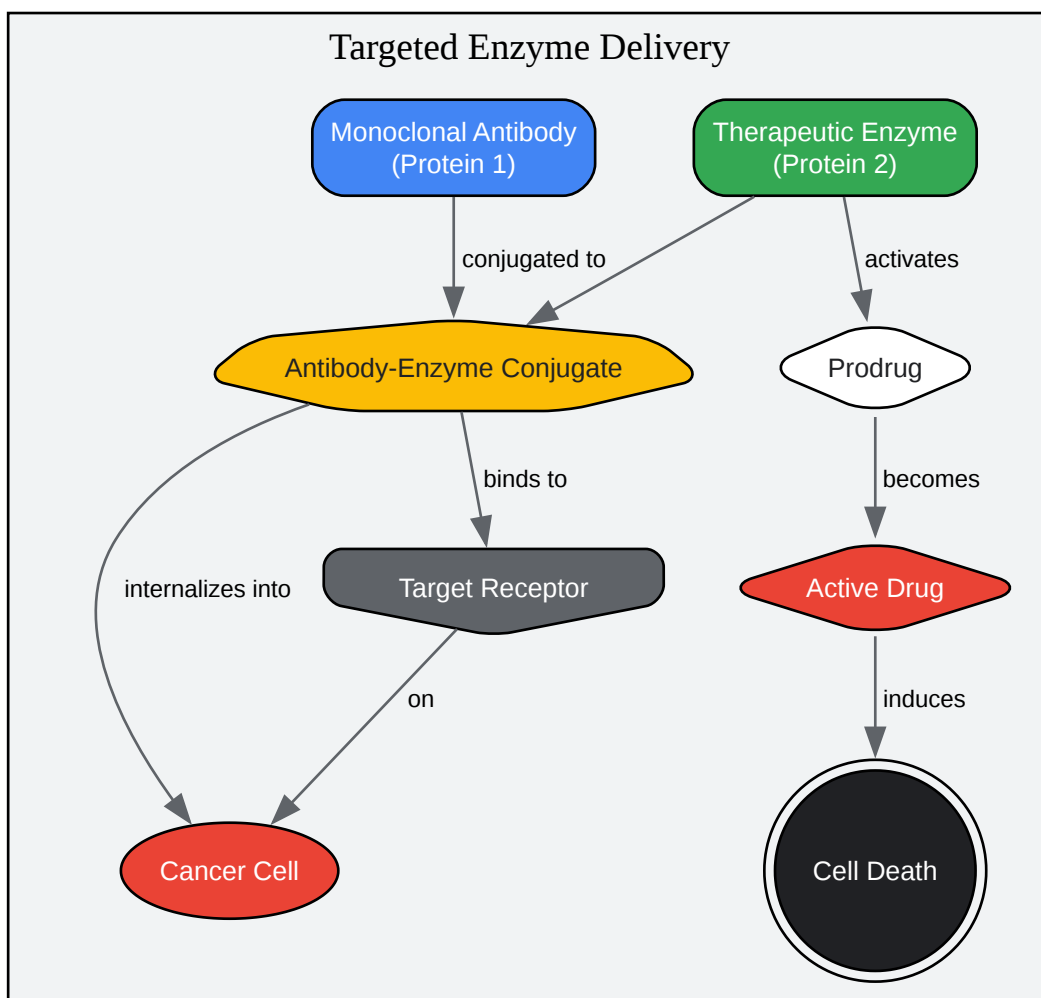 Targeted Enzyme Delivery
Monoclonal Antibody
(Protein 1)
Therapeutic Enzyme
(Protein 2)
conjugated to
activates
Antibody-Enzyme Conjugate
Prodrug
binds to
becomes
internalizes into
Target Receptor
Active Drug
on
induces
Cancer Cell
Cell Death